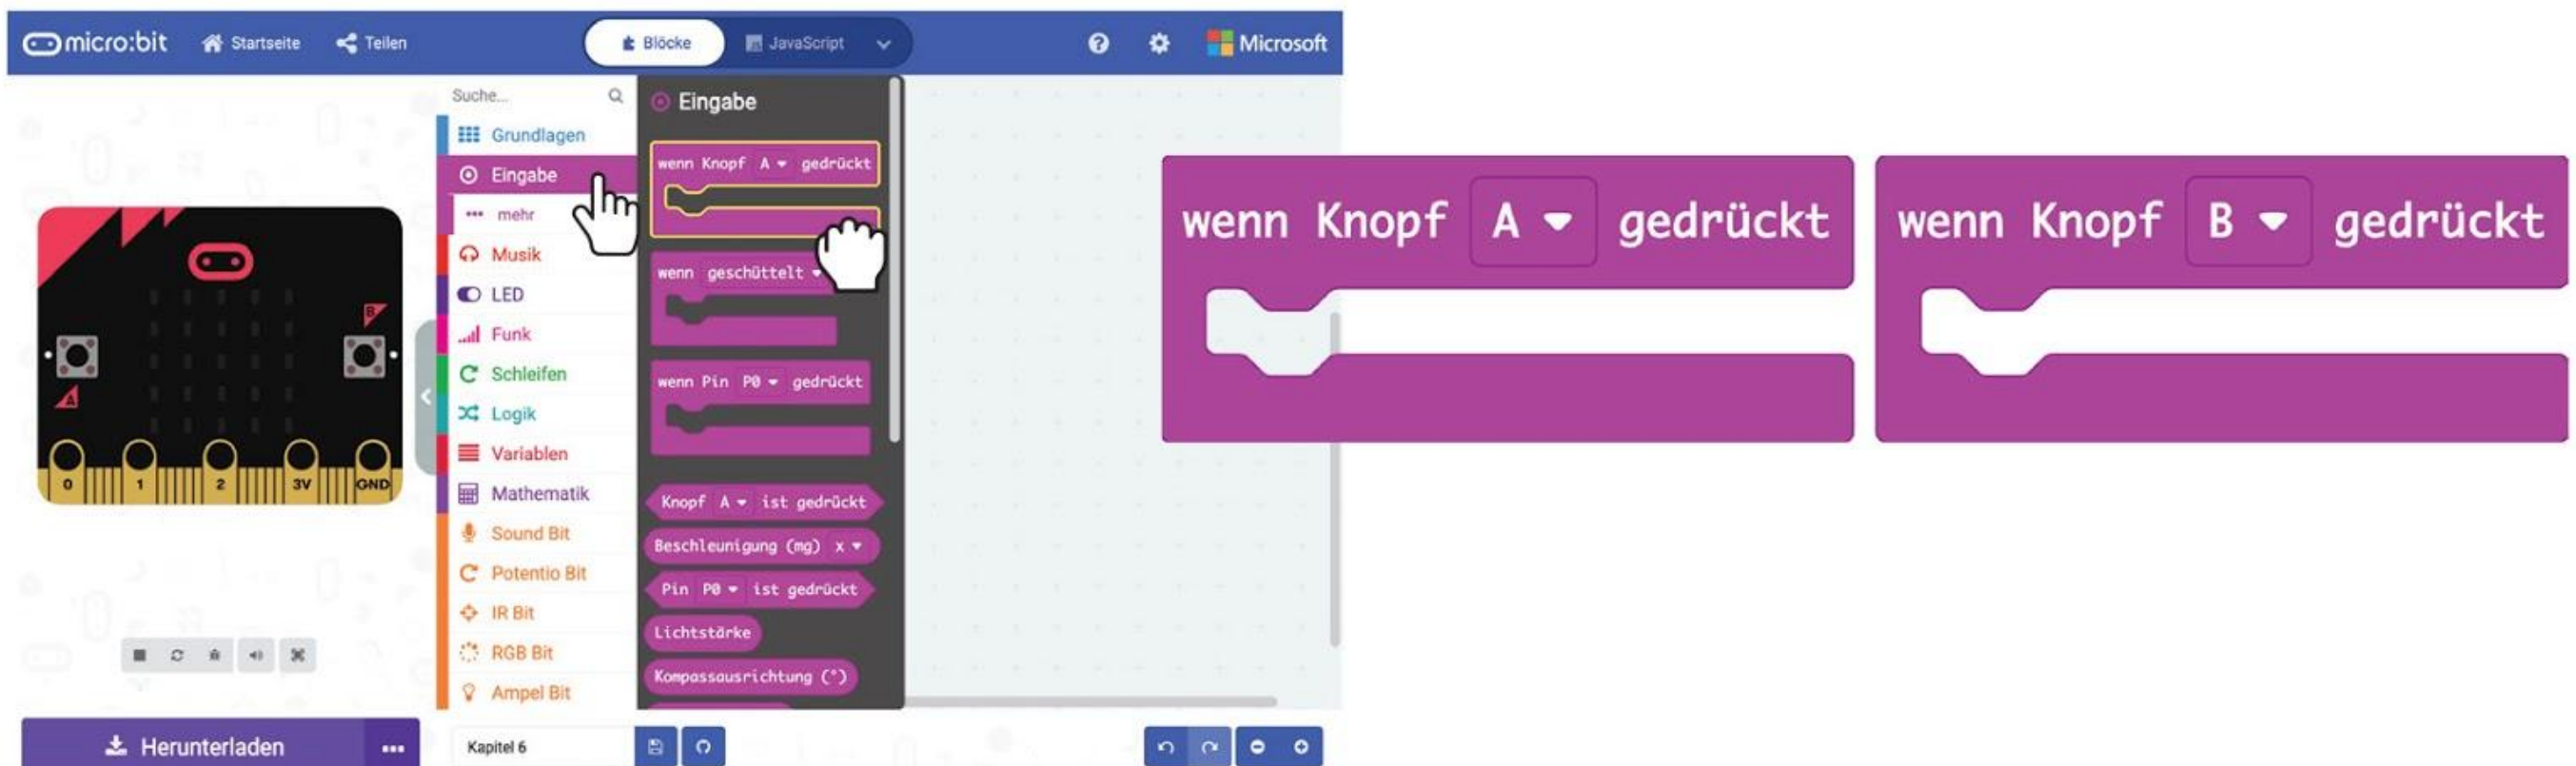 micro:bit Startseite Teilen Blöcke JavaScript Microsoft
Suche...
Grundlagen
Eingabe
mehr
Musik
LED
Funk
Schleifen
Logik
Variablen
Mathematik
Sound Bit
Potentio Bit
IR Bit
RGB Bit
Ampel Bit
Eingabe
wenn Knopf A gedrückt
wenn geschüttelt
wenn Pin P0 gedrückt
Knopf A ist gedrückt
Beschleunigung (mg) x
Pin P0 ist gedrückt
Lichtstärke
Kompassausrichtung (°)
wenn Knopf A gedrückt
wenn Knopf B gedrückt
B
A
0 1 2 3V GND
Herunterladen
Kapitel 6